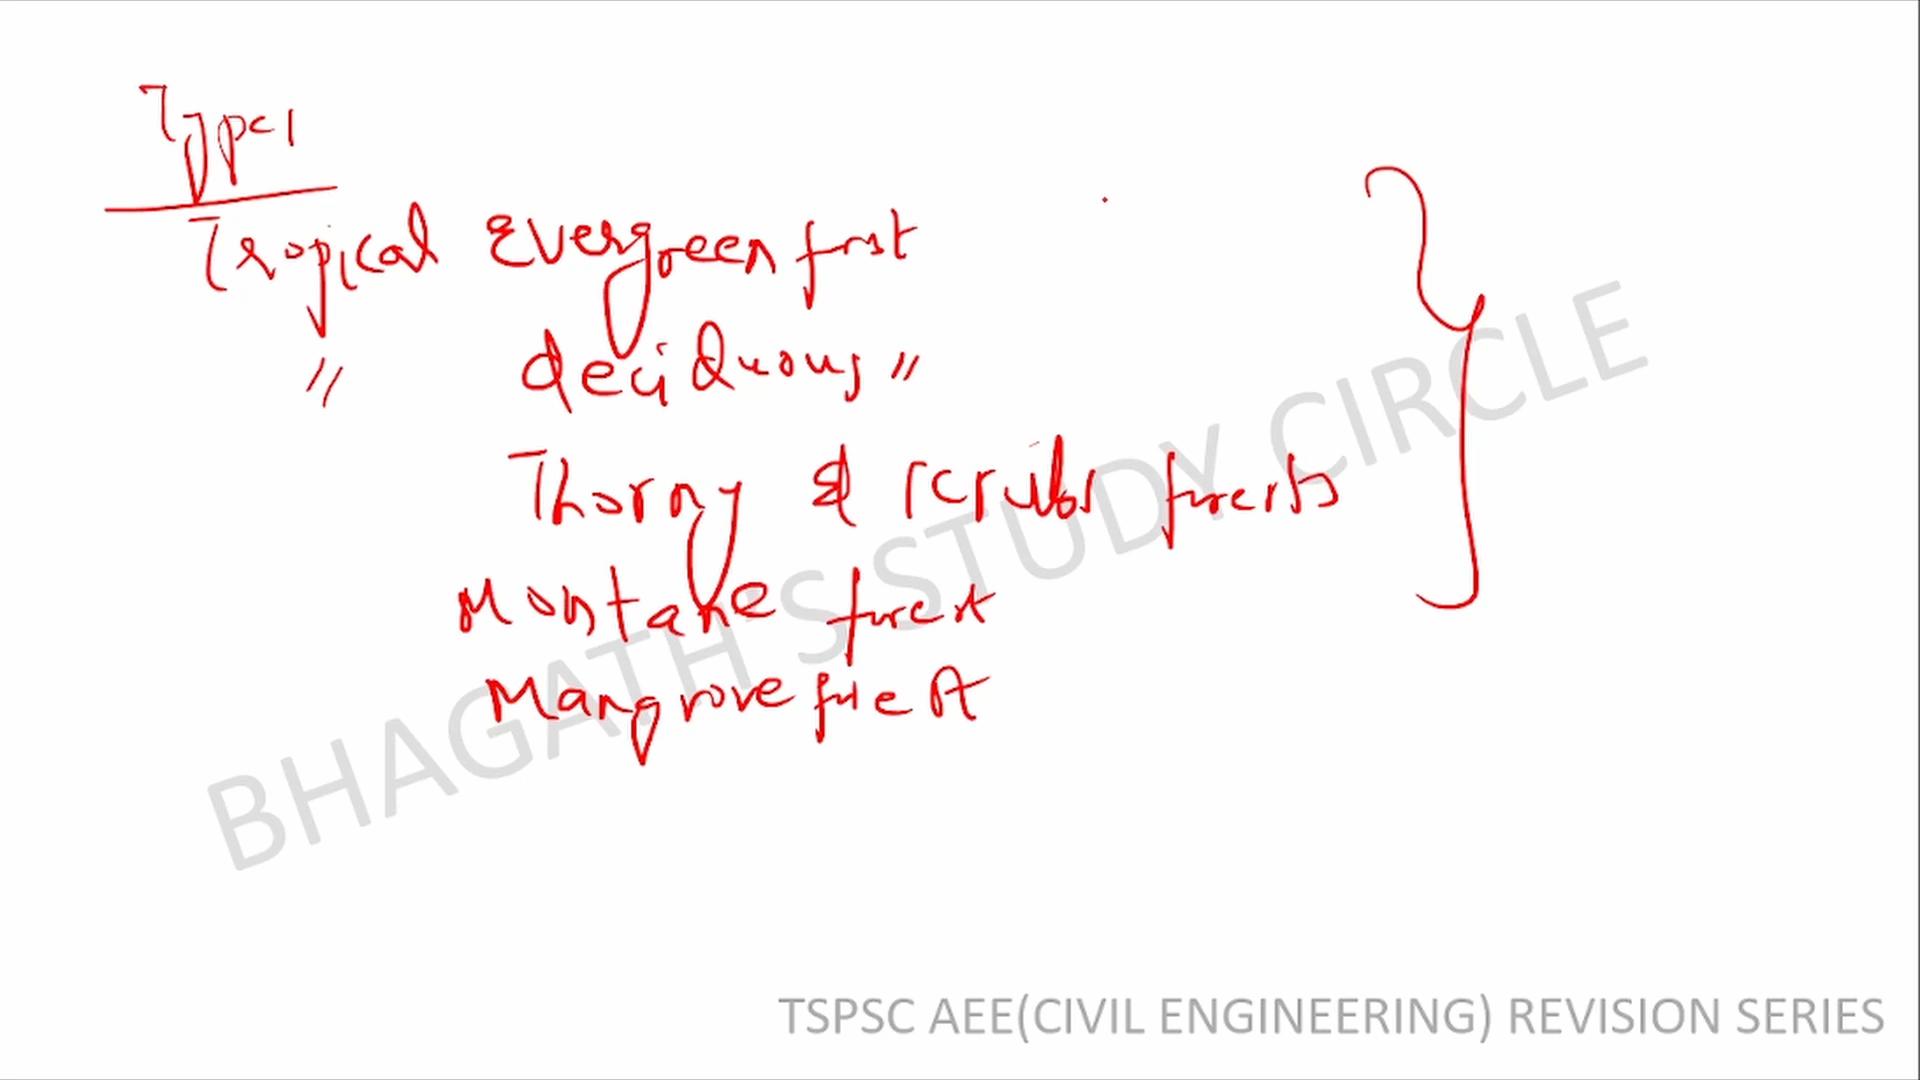 Types
Tropical Evergreen forst
" deciduous "
Thorny & scrubs forests
Montane forest
Mangrove forest
BHAGATH'S STUDY CIRCLE
TSPSC AEE(CIVIL ENGINEERING) REVISION SERIES